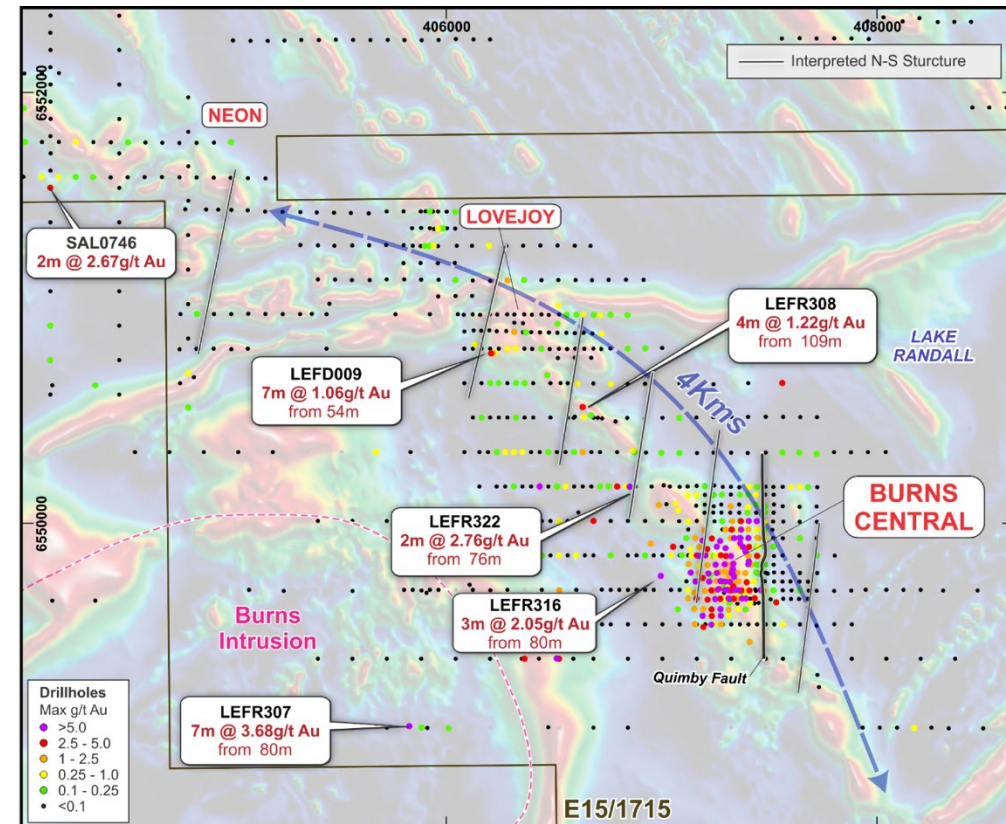 406000
408000
6552000
6550000
Interpreted N-S Sturcture
NEON
LOVEJOY
SAL0746
2m @ 2.67g/t Au
LEFR308
4m @ 1.22g/t Au
from 109m
LAKE
RANDALL
LEFD009
7m @ 1.06g/t Au
from 54m
4Kms
BURNS
CENTRAL
LEFR322
2m @ 2.76g/t Au
from 76m
LEFR316
3m @ 2.05g/t Au
from 80m
Burns
Intrusion
Quimby Fault
LEFR307
7m @ 3.68g/t Au
from 80m
Drillholes
Max g/t Au
>5.0
2.5 - 5.0
1 - 2.5
0.25 - 1.0
0.1 - 0.25
<0.1
E15/1715